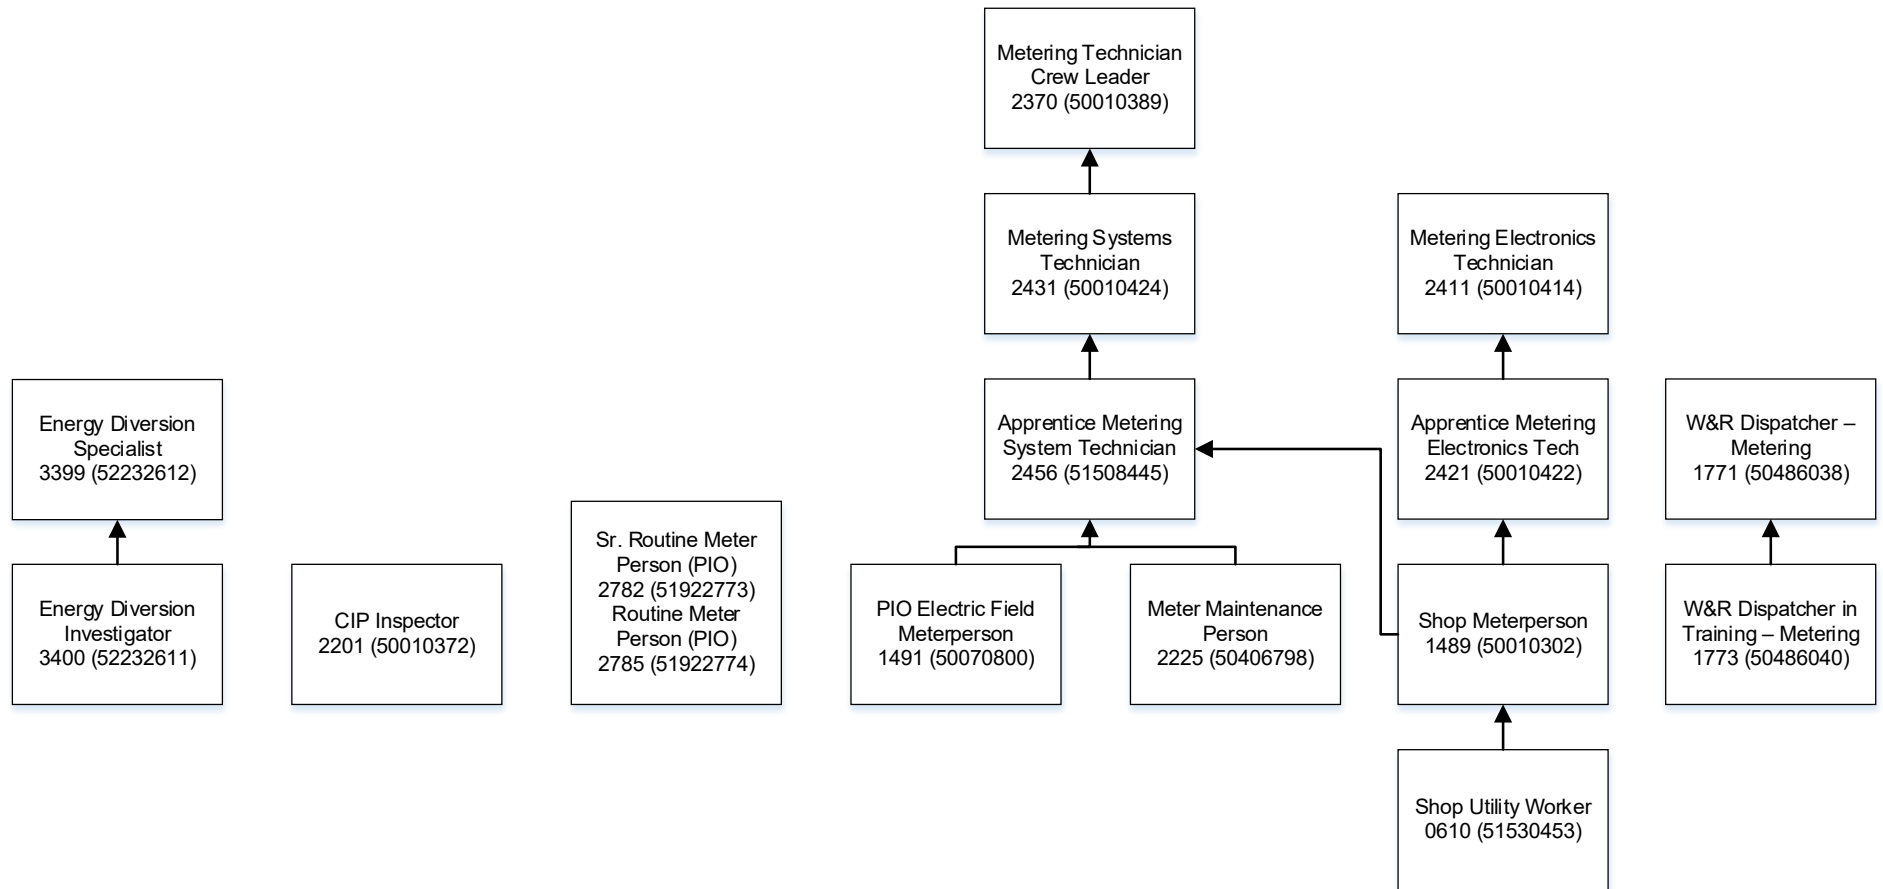 Metering Technician
Crew Leader
2370 (50010389)
Metering Systems
Technician
2431 (50010424)
Metering Electronics
Technician
2411 (50010414)
Energy Diversion
Specialist
3399 (52232612)
Apprentice Metering
System Technician
2456 (51508445)
Apprentice Metering
Electronics Tech
2421 (50010422)
W&R Dispatcher –
Metering
1771 (50486038)
Energy Diversion
Investigator
3400 (52232611)
CIP Inspector
2201 (50010372)
Sr. Routine Meter
Person (PIO)
2782 (51922773)
Routine Meter
Person (PIO)
2785 (51922774)
PIO Electric Field
Meterperson
1491 (50070800)
Meter Maintenance
Person
2225 (50406798)
Shop Meterperson
1489 (50010302)
W&R Dispatcher in
Training – Metering
1773 (50486040)
Shop Utility Worker
0610 (51530453)